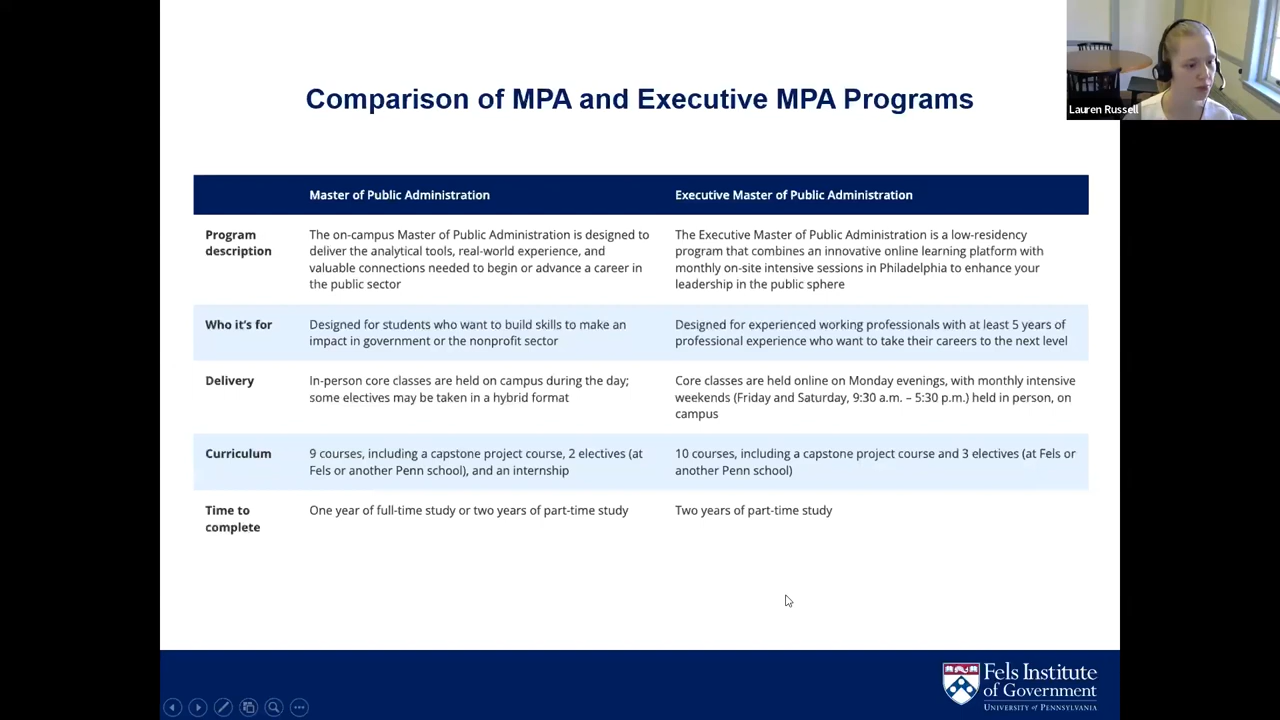 Comparison of MPA and Executive MPA Programs
Lauren Russell
Master of Public Administration
Executive Master of Public Administration
Program
description
The on-campus Master of Public Administration is designed to
deliver the analytical tools, real-world experience, and
valuable connections needed to begin or advance a career in
the public sector
The Executive Master of Public Administration is a low-residency
program that combines an innovative online learning platform with
monthly on-site intensive sessions in Philadelphia to enhance your
leadership in the public sphere
Who it's for
Designed for students who want to build skills to make an
impact in government or the nonprofit sector
Designed for experienced working professionals with at least 5 years of
professional experience who want to take their careers to the next level
Delivery
In-person core classes are held on campus during the day;
some electives may be taken in a hybrid format
Core classes are held online on Monday evenings, with monthly intensive
weekends (Friday and Saturday, 9:30 a.m. – 5:30 p.m.) held in person, on
campus
Curriculum
9 courses, including a capstone project course, 2 electives (at
Fels or another Penn school), and an internship
10 courses, including a capstone project course and 3 electives (at Fels or
another Penn school)
Time to
complete
One year of full-time study or two years of part-time study
Two years of part-time study
Fels Institute
of Government
UNIVERSITY of PENNSYLVANIA